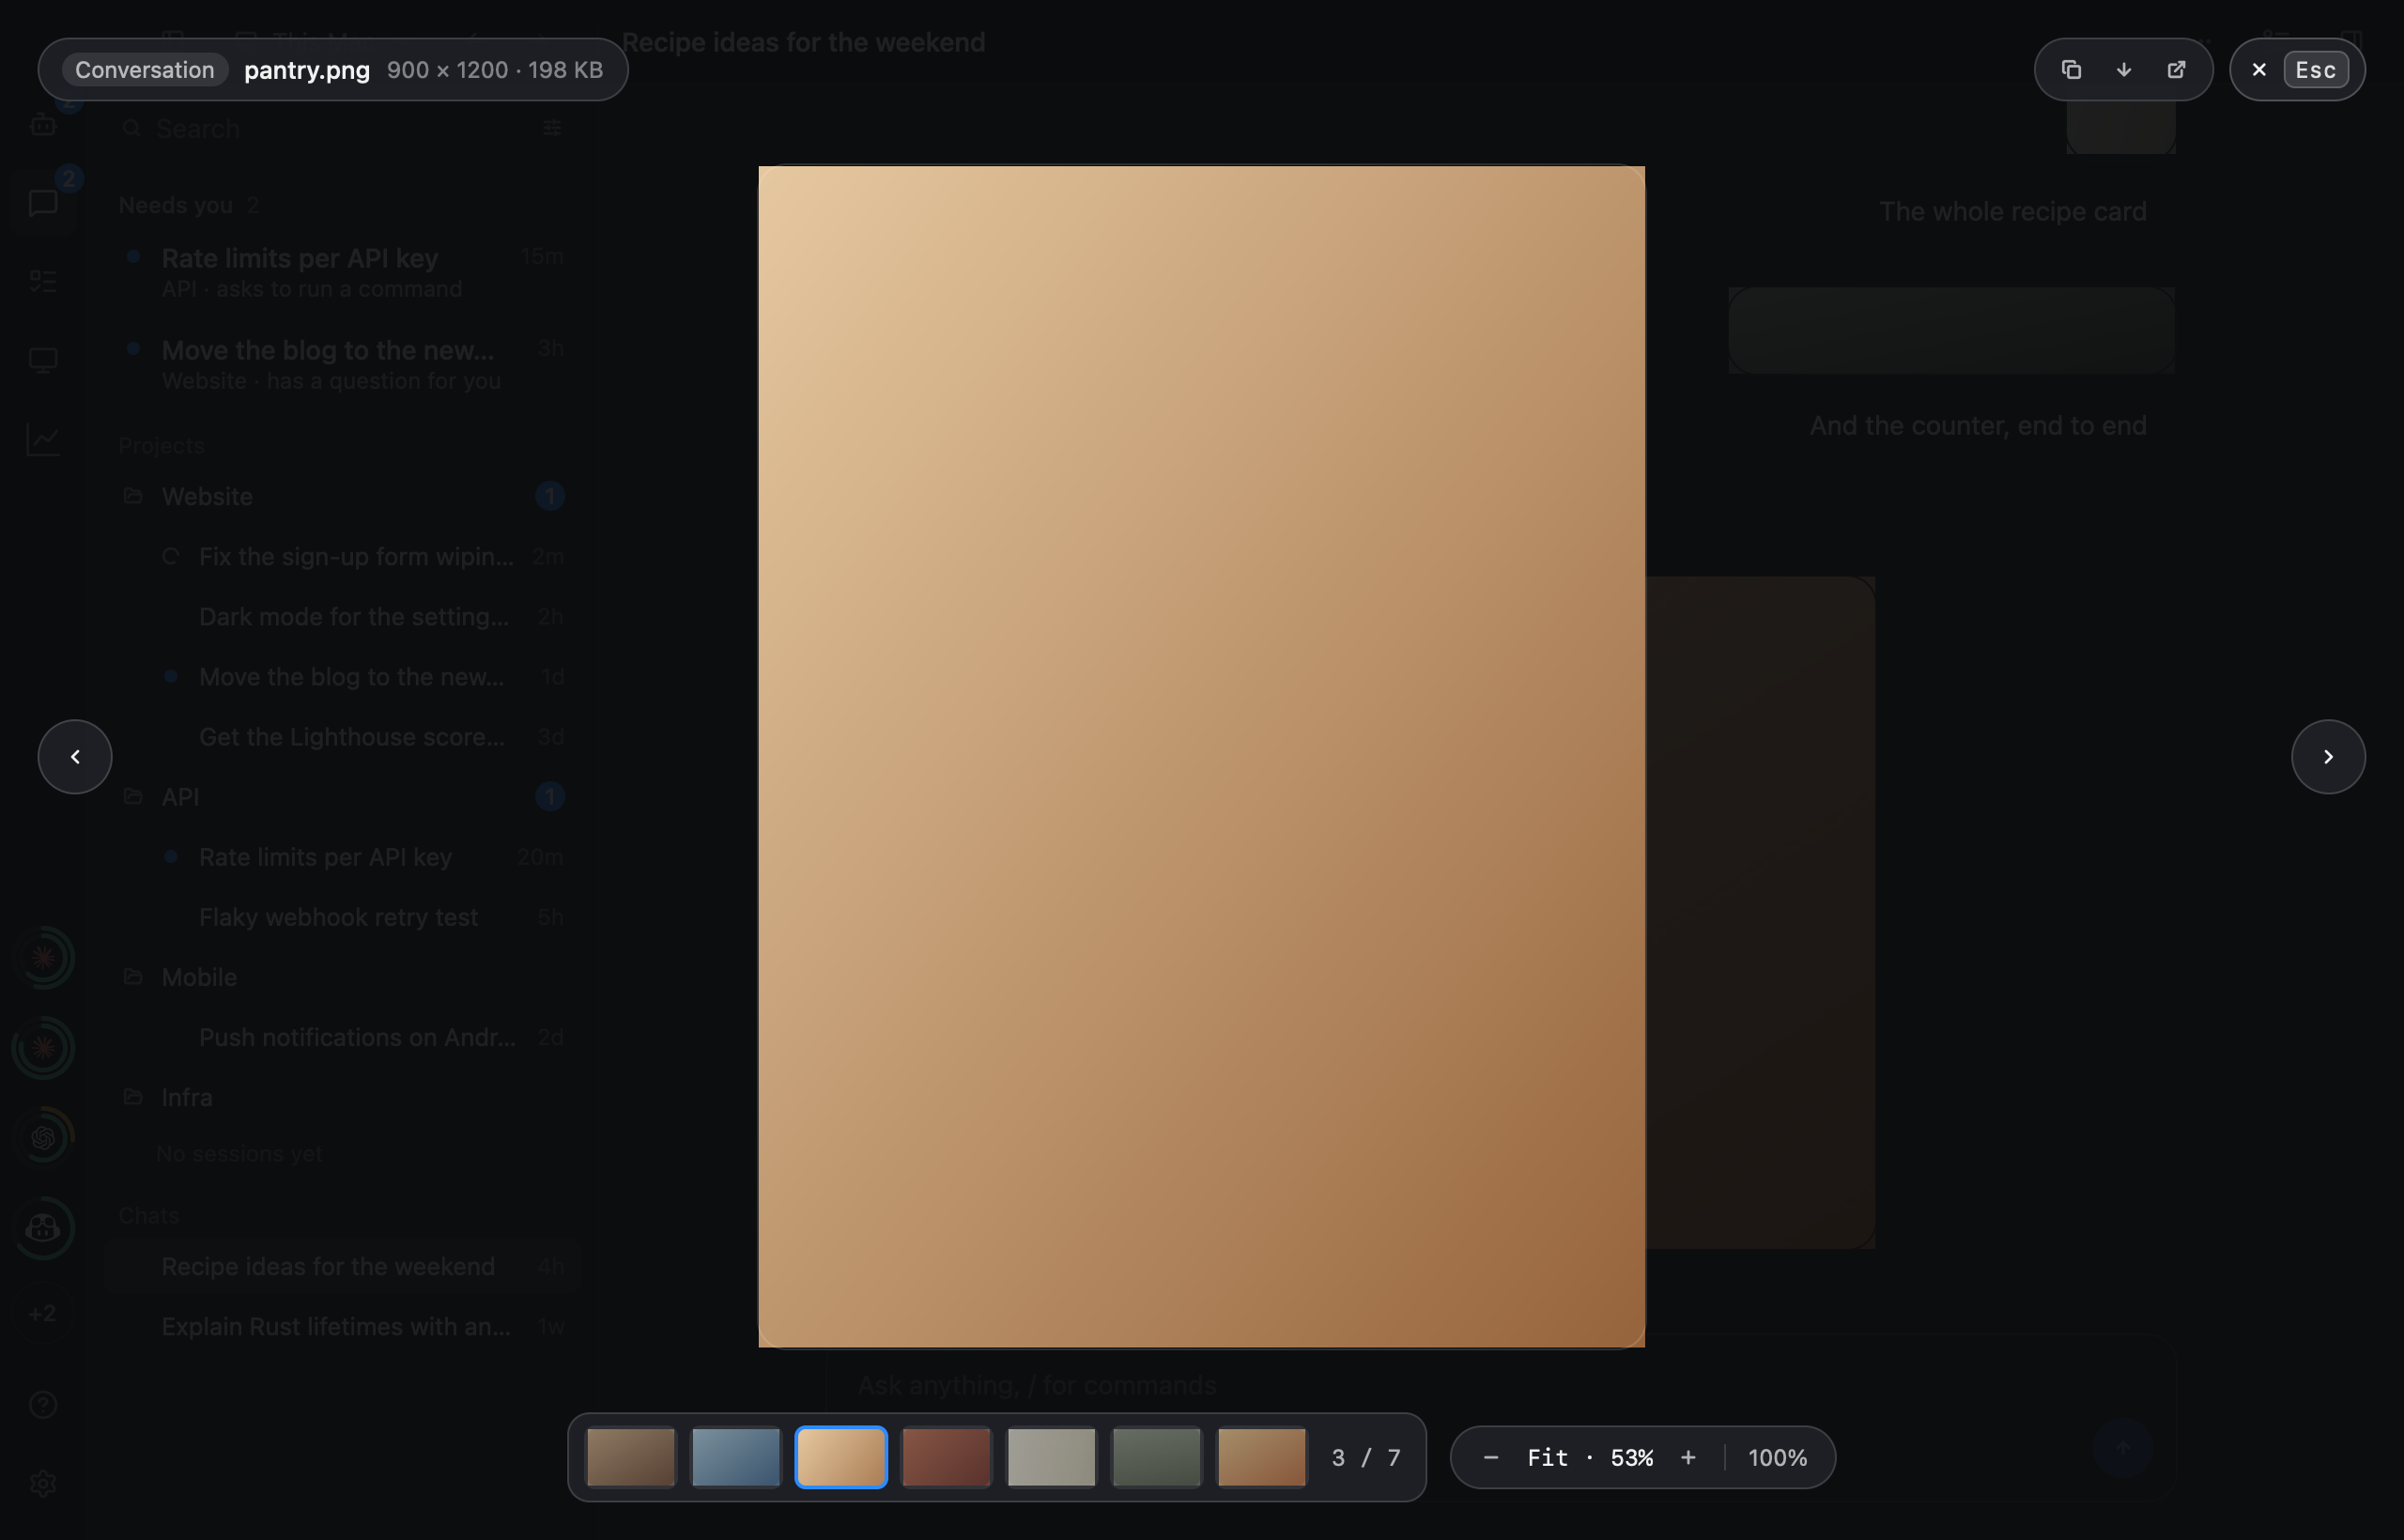 This Mac
Recipe ideas for the weekend
Conversation pantry.png 900 × 1200 · 198 KB
Esc
2
Search
2
Needs you 2
Rate limits per API key 15m
API · asks to run a command
Move the blog to the new... 3h
Website · has a question for you
Projects
Website 1
Fix the sign-up form wipin... 2m
Dark mode for the setting... 2h
Move the blog to the new... 1d
Get the Lighthouse score... 3d
API 1
Rate limits per API key 20m
Flaky webhook retry test 5h
Mobile
Push notifications on Andr... 2d
Infra
No sessions yet
Chats
Recipe ideas for the weekend 4h
+2
Explain Rust lifetimes with an... 1w
The whole recipe card
And the counter, end to end
Ask anything, / for commands
3 / 7
Fit · 53%
100%